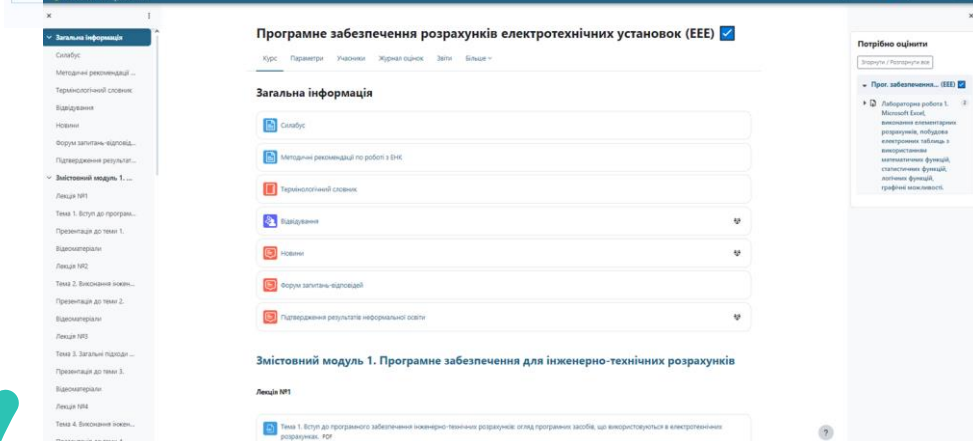 Загальна інформація
Силабус
Методичні рекомендації ...
Термінологічний словник
Відвідування
Новини
Форум запитань-відповід...
Підтвердження результат...
Змістовний модуль 1. ...
Лекція №1
Тема 1. Вступ до програм...
Презентація до теми 1.
Відеоматеріали
Лекція №2
Тема 2. Виконання інжен...
Презентація до теми 2.
Відеоматеріали
Лекція №3
Тема 3. Загальні підходи ...
Презентація до теми 3.
Відеоматеріали
Лекція №4
Тема 4. Виконання інжен...
Програмне забезпечення розрахунків електротехнічних установок (ЕЕЕ)
Курс Параметри Учасники Журнал оцінок Звіти Більше
Загальна інформація
Силабус
Методичні рекомендації по роботі з ЕНК
Термінологічний словник
Відвідування
Новини
Форум запитань-відповідей
Підтвердження результатів неформальної освіти
Змістовний модуль 1. Програмне забезпечення для інженерно-технічних розрахунків
Лекція №1
Тема 1. Вступ до програмного забезпечення інженерно-технічних розрахунків: огляд програмних засобів, що використовуються в електротехнічних
розрахунках. PDF
Потрібно оцінити
Згорнути / Розгорнути все
Прог. забезпечення... (ЕЕЕ)
Лабораторна робота 1.
Microsoft Excel,
виконання елементарних
розрахунків, побудова
електронних таблиць з
використанням
математичних функцій,
статистичних функцій,
логічних функцій,
графічні можливості.
?